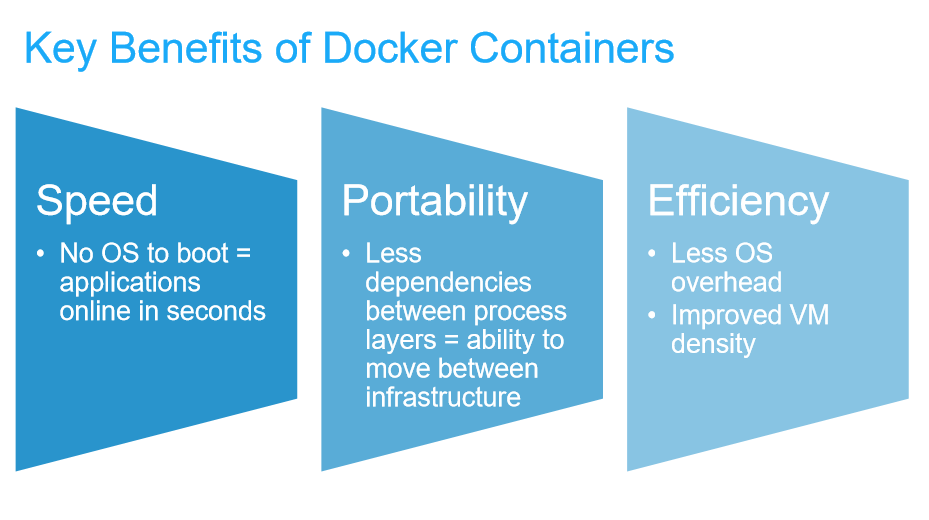 Key Benefits of Docker Containers
Speed
• No OS to boot =
applications
online in seconds
Portability
• Less
dependencies
between process
layers = ability to
move between
infrastructure
Efficiency
• Less OS
overhead
• Improved VM
density